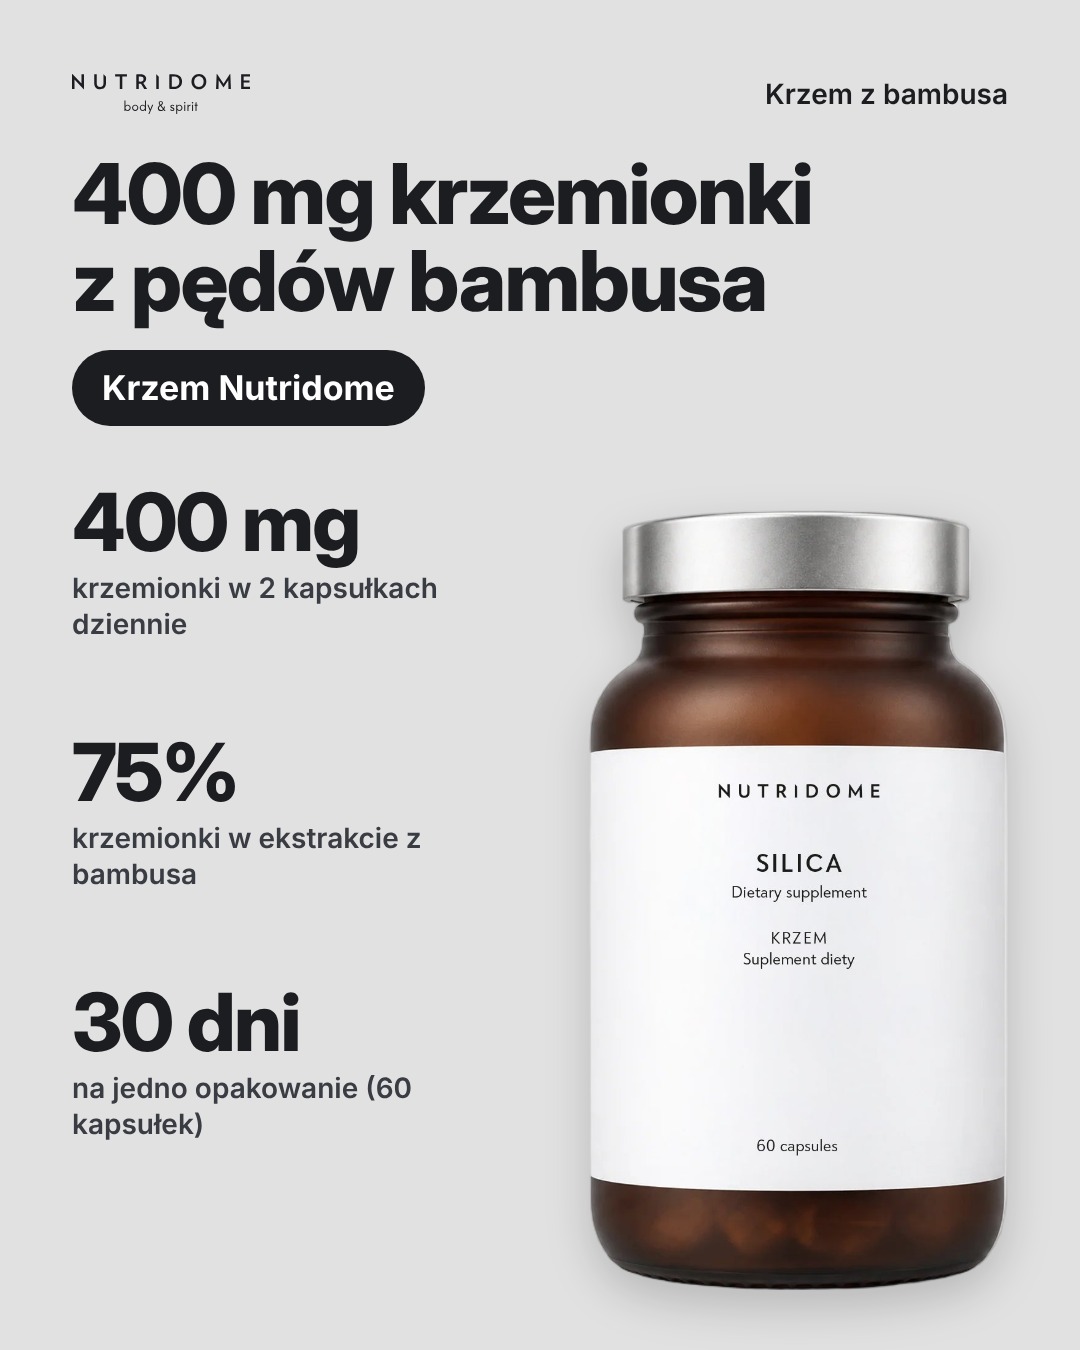 NUTRIDOME
body & spirit
Krzem z bambusa
400 mg krzemionki
z pędów bambusa
Krzem Nutridome
400 mg
krzemionki w 2 kapsułkach
dziennie
75%
krzemionki w ekstrakcie z
bambusa
30 dni
na jedno opakowanie (60
kapsułek)
NUTRIDOME
SILICA
Dietary supplement
KRZEM
Suplement diety
60 capsules